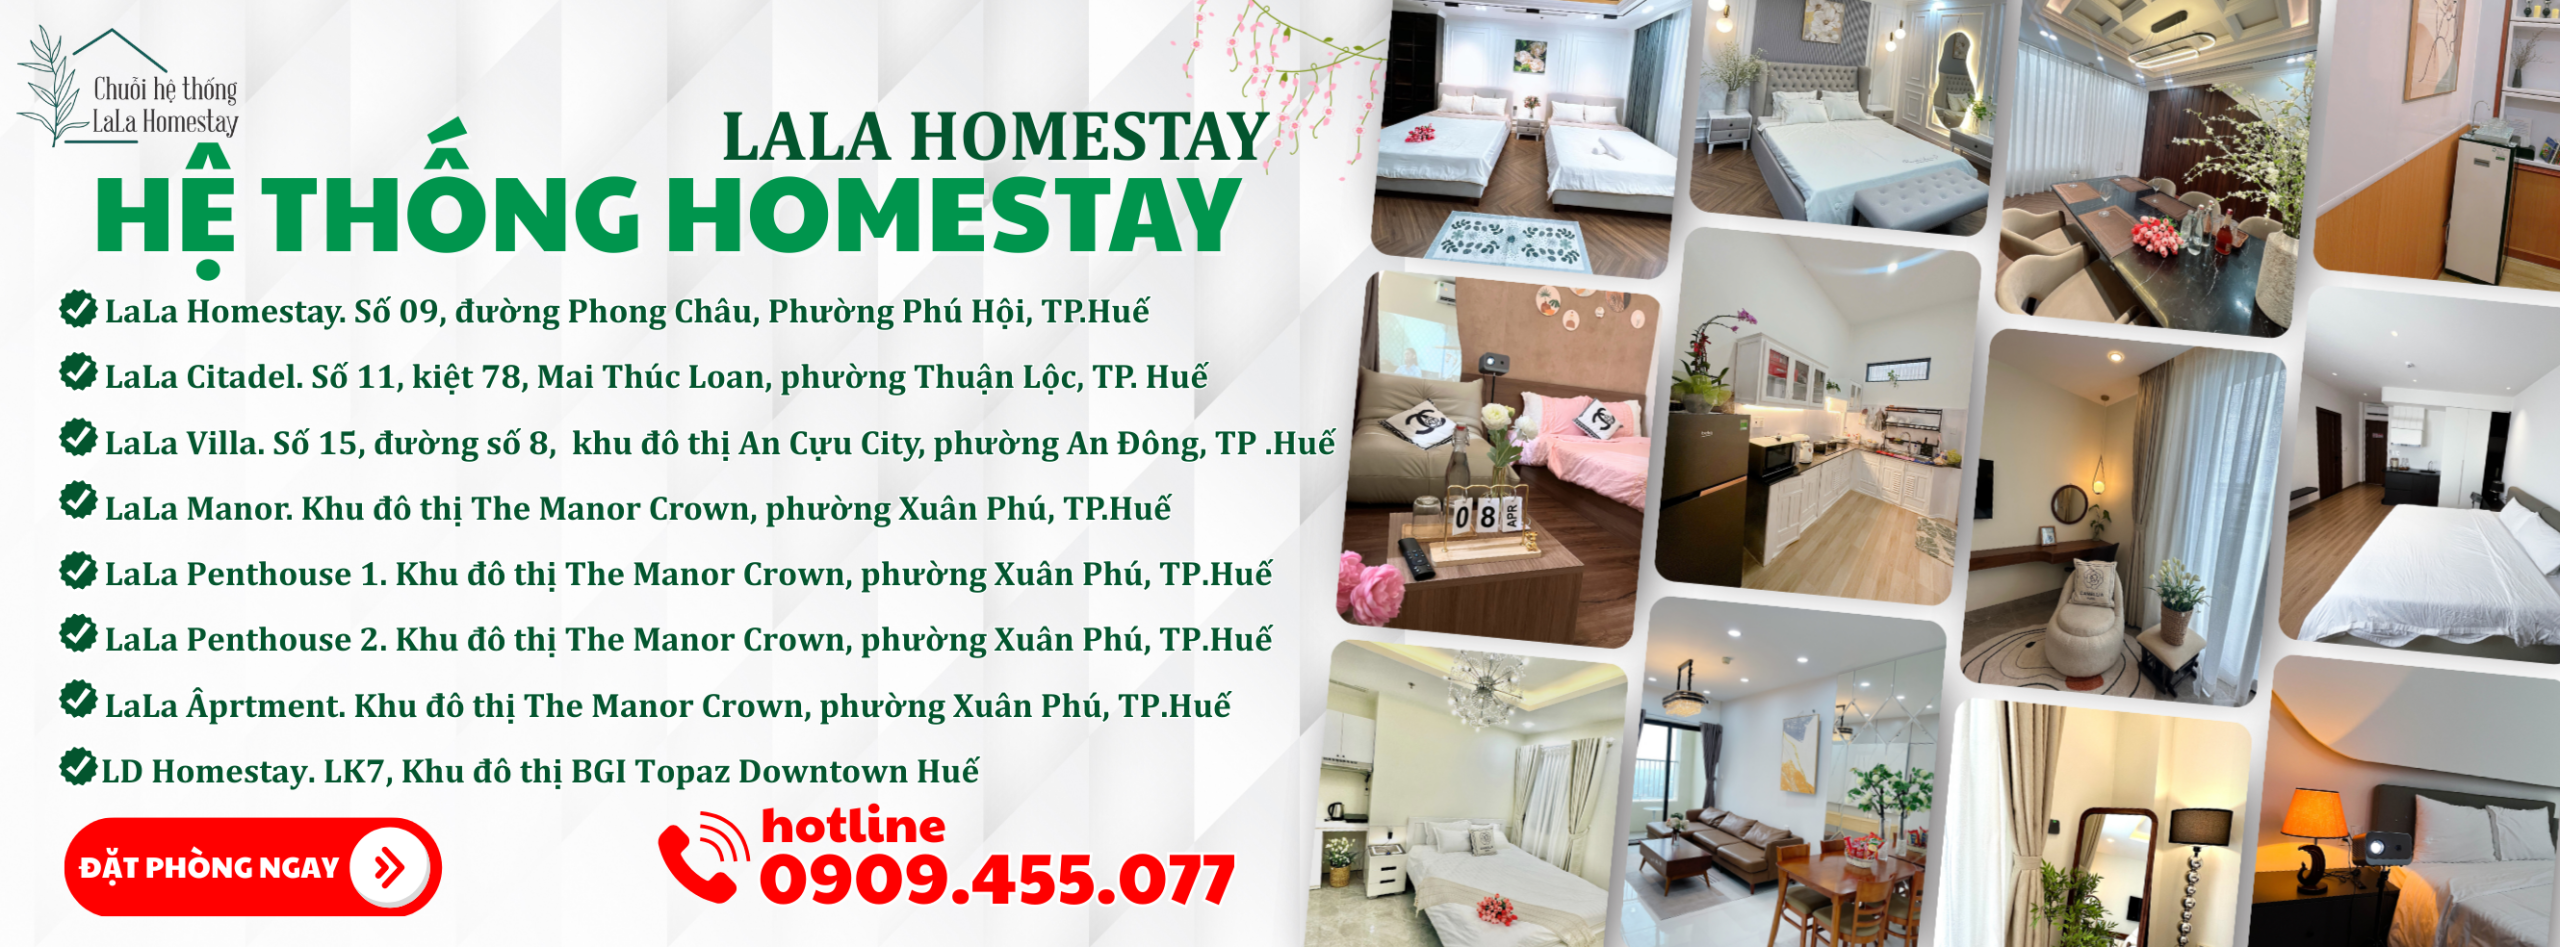 Chuỗi hệ thống
LaLa Homestay
LALA HOMESTAY
HỆ THỐNG HOMESTAY
LaLa Homestay. Số 09, đường Phong Châu, Phường Phú Hội, TP.Huế
LaLa Citadel. Số 11, kiệt 78, Mai Thúc Loan, phường Thuận Lộc, TP. Huế
LaLa Villa. Số 15, đường số 8, khu đô thị An Cựu City, phường An Đông, TP .Huế
LaLa Manor. Khu đô thị The Manor Crown, phường Xuân Phú, TP.Huế
LaLa Penthouse 1. Khu đô thị The Manor Crown, phường Xuân Phú, TP.Huế
LaLa Penthouse 2. Khu đô thị The Manor Crown, phường Xuân Phú, TP.Huế
LaLa Âprtment. Khu đô thị The Manor Crown, phường Xuân Phú, TP.Huế
LD Homestay. LK7, Khu đô thị BGI Topaz Downtown Huế
ĐẶT PHÒNG NGAY
hotline
0909.455.077
08 APR